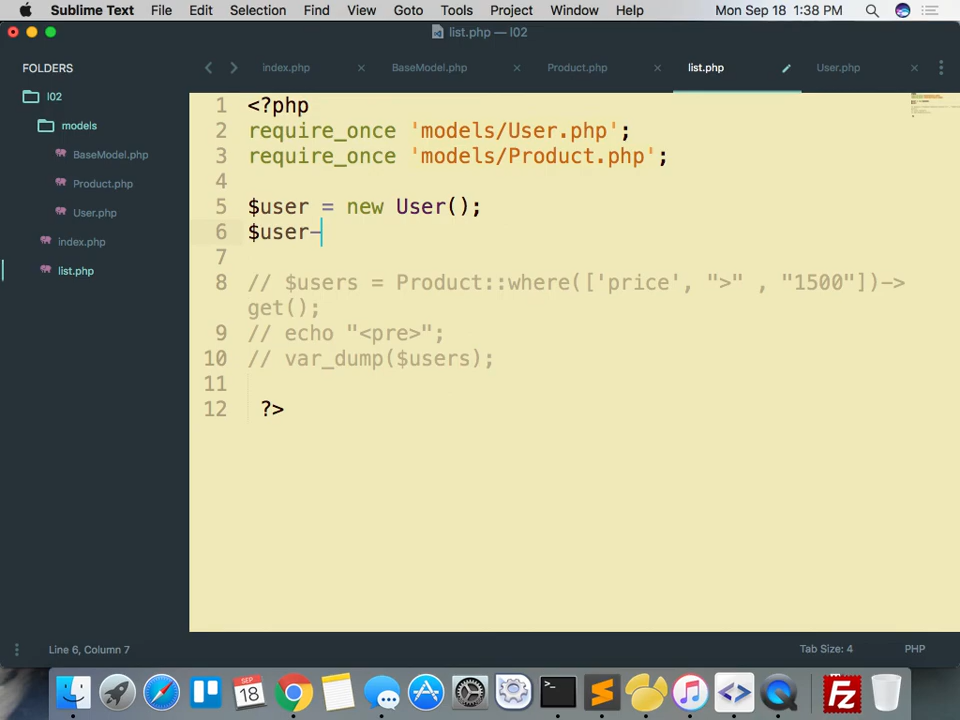 Sublime Text File Edit Selection Find View Goto Tools Project Window Help Mon Sep 18 1:38 PM
list.php — l02
FOLDERS
l02
models
BaseModel.php
Product.php
User.php
index.php
list.php
index.php BaseModel.php Product.php list.php User.php
1 <?php
2 require_once 'models/User.php';
3 require_once 'models/Product.php';
4
5 $user = new User();
6 $user-
7
8 // $users = Product::where(['price', ">" , "1500"])->
get();
9 // echo "<pre>";
10 // var_dump($users);
11
12 ?>
Line 6, Column 7 Tab Size: 4 PHP
SEP
18
>_
Fz